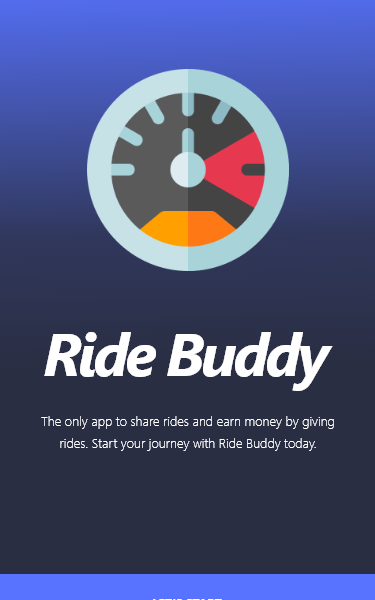 Ride Buddy
The only app to share rides and earn money by giving
rides. Start your journey with Ride Buddy today.